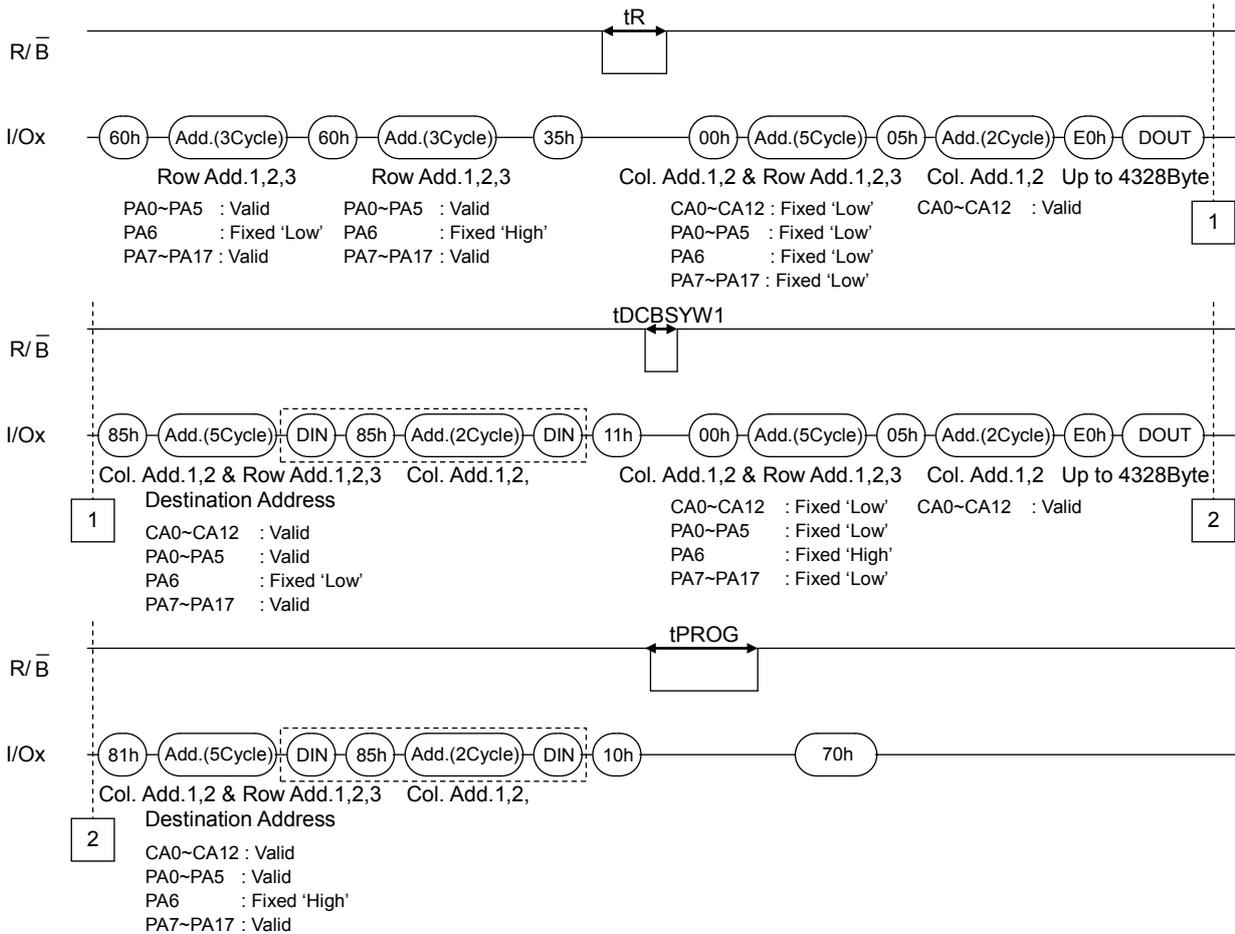 tR
R/B̅
I/Ox
60h Add.(3Cycle) 60h Add.(3Cycle) 35h 00h Add.(5Cycle) 05h Add.(2Cycle) E0h DOUT
Row Add.1,2,3 Row Add.1,2,3 Col. Add.1,2 & Row Add.1,2,3 Col. Add.1,2 Up to 4328Byte
PA0~PA5 : Valid
PA6 : Fixed ‘Low’
PA7~PA17 : Valid
PA0~PA5 : Valid
PA6 : Fixed ‘High’
PA7~PA17 : Valid
CA0~CA12 : Fixed ‘Low’
PA0~PA5 : Fixed ‘Low’
PA6 : Fixed ‘Low’
PA7~PA17 : Fixed ‘Low’
CA0~CA12 : Valid
1
tDCBSYW1
R/B̅
I/Ox
85h Add.(5Cycle) DIN 85h Add.(2Cycle) DIN 11h 00h Add.(5Cycle) 05h Add.(2Cycle) E0h DOUT
Col. Add.1,2 & Row Add.1,2,3 Col. Add.1,2, Col. Add.1,2 & Row Add.1,2,3 Col. Add.1,2 Up to 4328Byte
1
Destination Address
CA0~CA12 : Valid
PA0~PA5 : Valid
PA6 : Fixed ‘Low’
PA7~PA17 : Valid
CA0~CA12 : Fixed ‘Low’
PA0~PA5 : Fixed ‘Low’
PA6 : Fixed ‘High’
PA7~PA17 : Fixed ‘Low’
CA0~CA12 : Valid
2
tPROG
R/B̅
I/Ox
81h Add.(5Cycle) DIN 85h Add.(2Cycle) DIN 10h 70h
Col. Add.1,2 & Row Add.1,2,3 Col. Add.1,2,
2
Destination Address
CA0~CA12 : Valid
PA0~PA5 : Valid
PA6 : Fixed ‘High’
PA7~PA17 : Valid